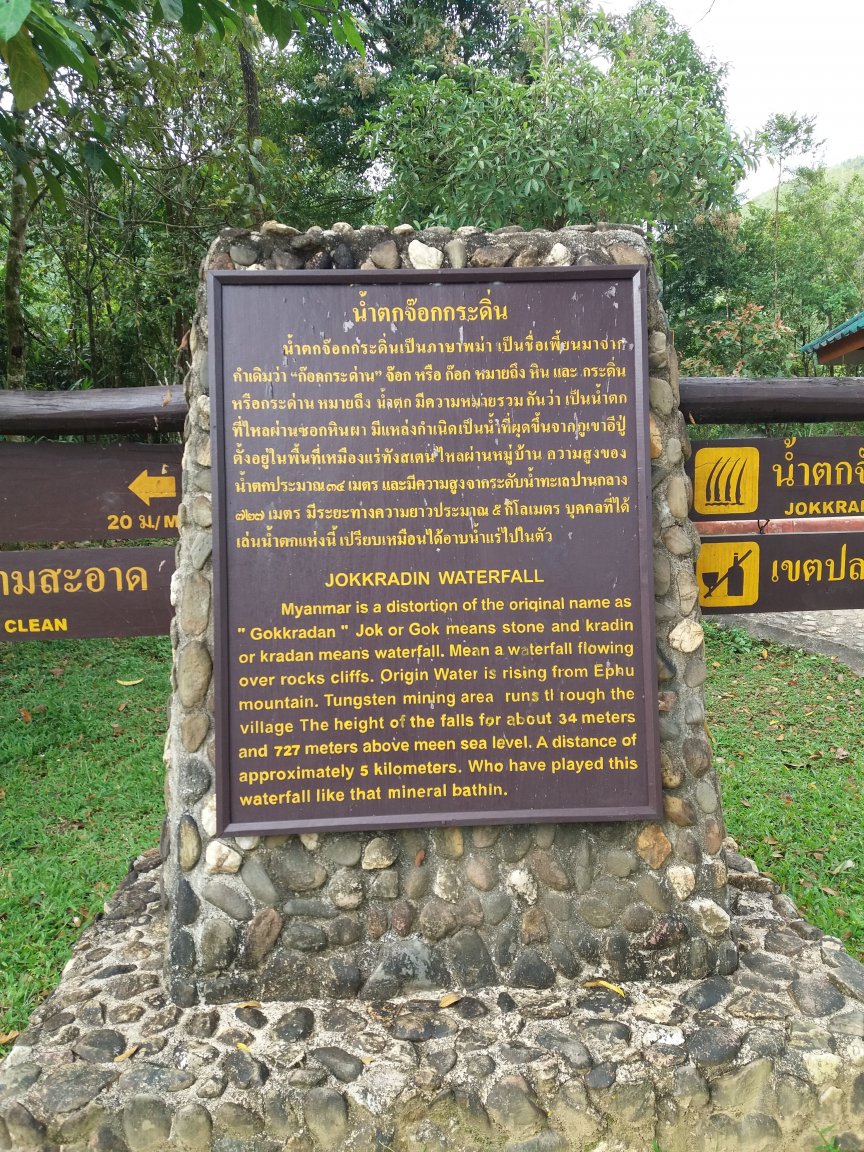 น้ำตกจ๊อกกระดิ่น
น้ำตกจ๊อกกระดิ่นเป็นภาษาพม่า เป็นชื่อเพี้ยนมาจาก
คำเดิมว่า “ก๊อดกระด่าน” จ๊อก หรือ ก๊อก หมายถึง หิน และ กระดิ่น
หรือกระด่าน หมายถึง น้ำตก มีความหมายรวม กันว่า เป็นน้ำตก
ที่ไหลผ่านซอกหินผา มีแหล่งกำเนิดเป็นน้ำที่ผุดขึ้นจากภูเขาอีปู่
ตั้งอยู่ในพื้นที่เหมืองแร่ทังสเตนไหลผ่านหมู่บ้าน ความสูงของ
น้ำตกประมาณ ๓๔ เมตร และมีความสูงจากระดับน้ำทะเลปานกลาง
๗๒๗ เมตร มีระยะทางความยาวประมาณ ๕ กิโลเมตร บุคคลที่ได้
เล่นน้ำตกแห่งนี้ เปรียบเหมือนได้อาบน้ำแร่ไปในตัว
JOKKRADIN WATERFALL
Myanmar is a distortion of the original name as
" Gokkradan " Jok or Gok means stone and kradin
or kradan means waterfall. Mean a waterfall flowing
over rocks cliffs. Origin Water is rising from Ephu
mountain. Tungsten mining area runs th rough the
village The height of the falls for about 34 meters
and 727 meters above meen sea level. A distance of
approximately 5 kilometers. Who have played this
waterfall like that mineral bathin.
20 ม/M
ามสะอาด
CLEAN
น้ำตกจ๊
JOKKRA
เขตปล